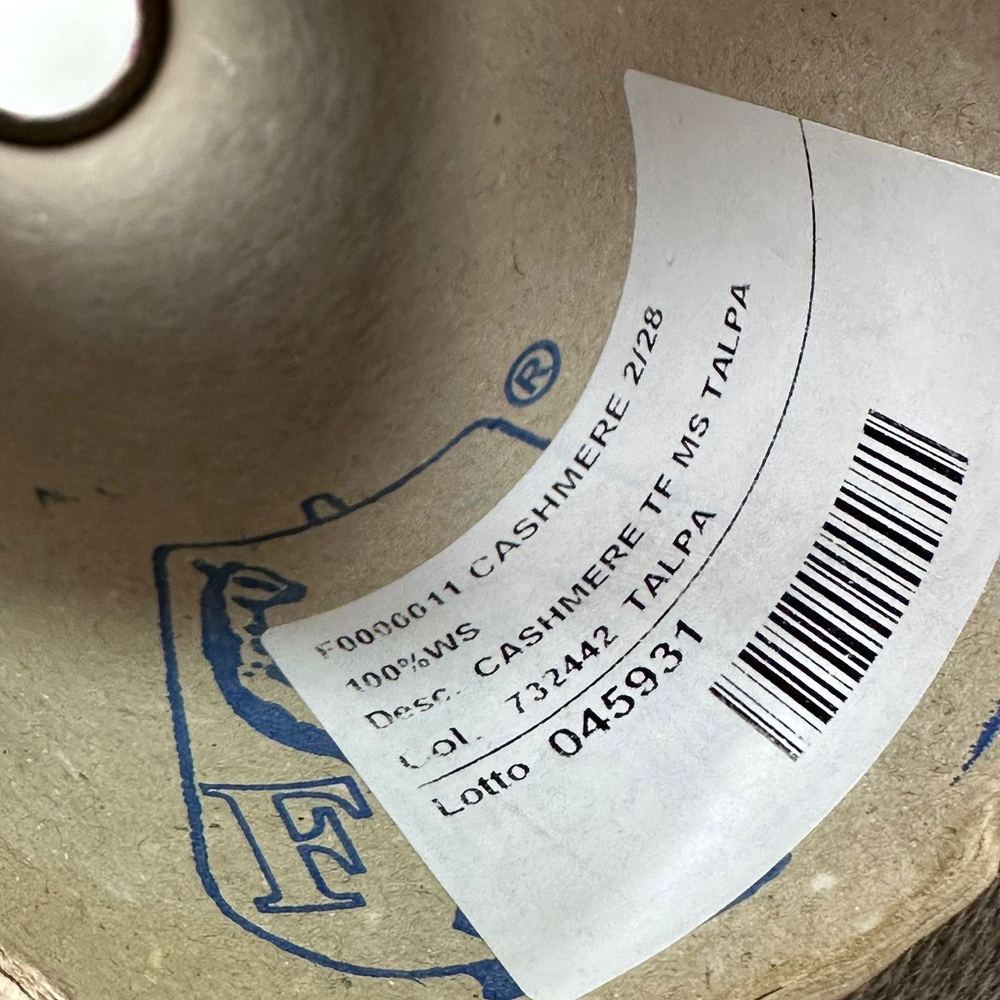 F0000011 CASHMERE 2/28
100%WS
Desc. CASHMERE TF MS TALPA
Col. 732442 TALPA
Lotto 045931
®
F